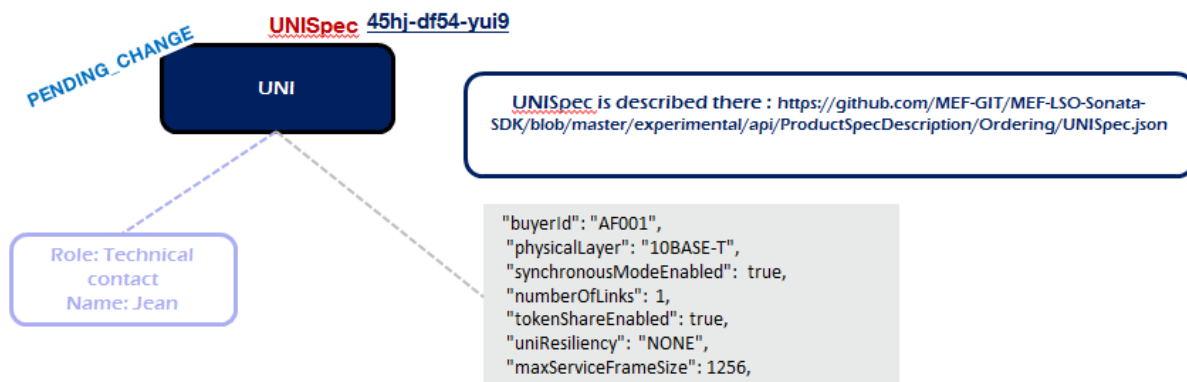 UNISpec 45hj-df54-yui9
PENDING_CHANGE
UNI
UNISpec is described there : https://github.com/MEF-GIT/MEF-LSO-Sonata-
SDK/blob/master/experimental/api/ProductSpecDescription/Ordering/UNISpec.json
Role: Technical
contact
Name: Jean
"buyerId": "AF001",
"physicalLayer": "10BASE-T",
"synchronousModeEnabled": true,
"numberOfLinks": 1,
"tokenShareEnabled": true,
"uniResiliency": "NONE",
"maxServiceFrameSize": 1256,